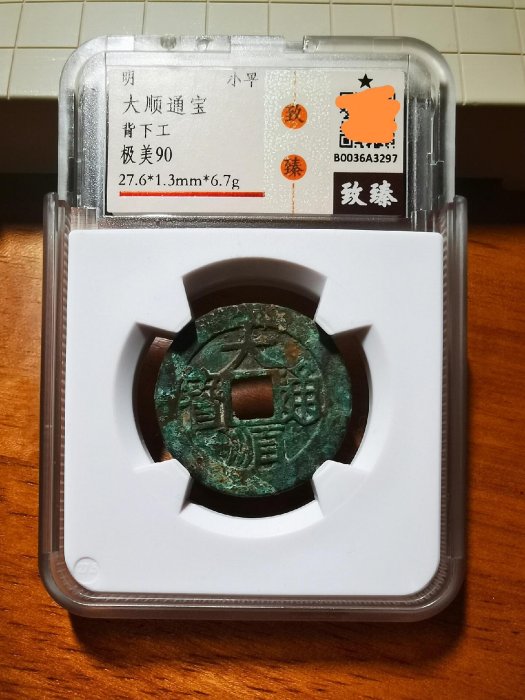 明 小平
大顺通宝
背下工
极美90
27.6*1.3mm*6.7g
致
臻
B0036A3297
致臻
大
顺
通
寶